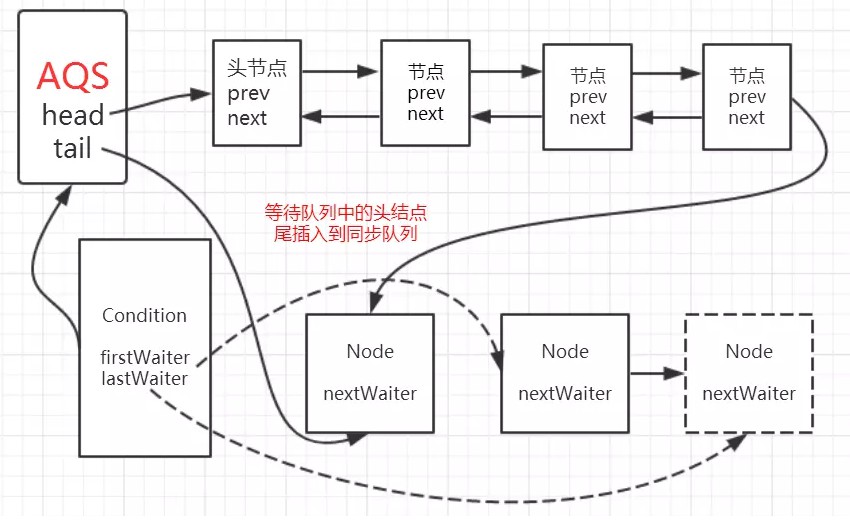 AQS
head
tail
头节点
prev
next
节点
prev
next
节点
prev
next
节点
prev
next
等待队列中的头结点
尾插入到同步队列
Condition
firstWaiter
lastWaiter
Node
nextWaiter
Node
nextWaiter
Node
nextWaiter